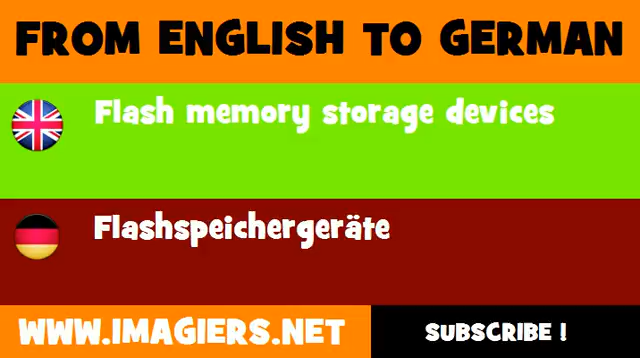 FROM ENGLISH TO GERMAN
Flash memory storage devices
Flashspeichergeräte
WWW.IMAGIERS.NET
SUBSCRIBE !